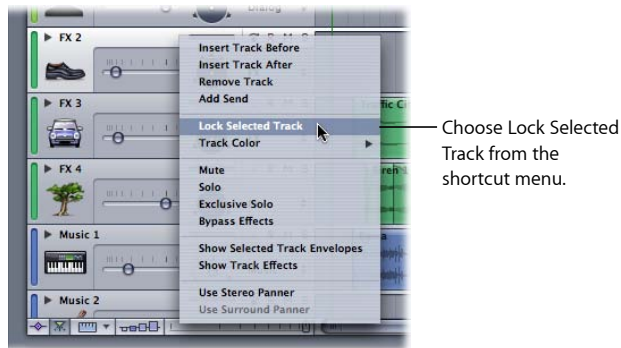 Dialog
FX 2
Insert Track Before
Insert Track After
Remove Track
Add Send
FX 3
Lock Selected Track
Track Color
Choose Lock Selected
Track from the
shortcut menu.
FX 4
Mute
Solo
Exclusive Solo
Bypass Effects
Music 1
Show Selected Track Envelopes
Show Track Effects
Music 2
Use Stereo Panner
Use Surround Panner